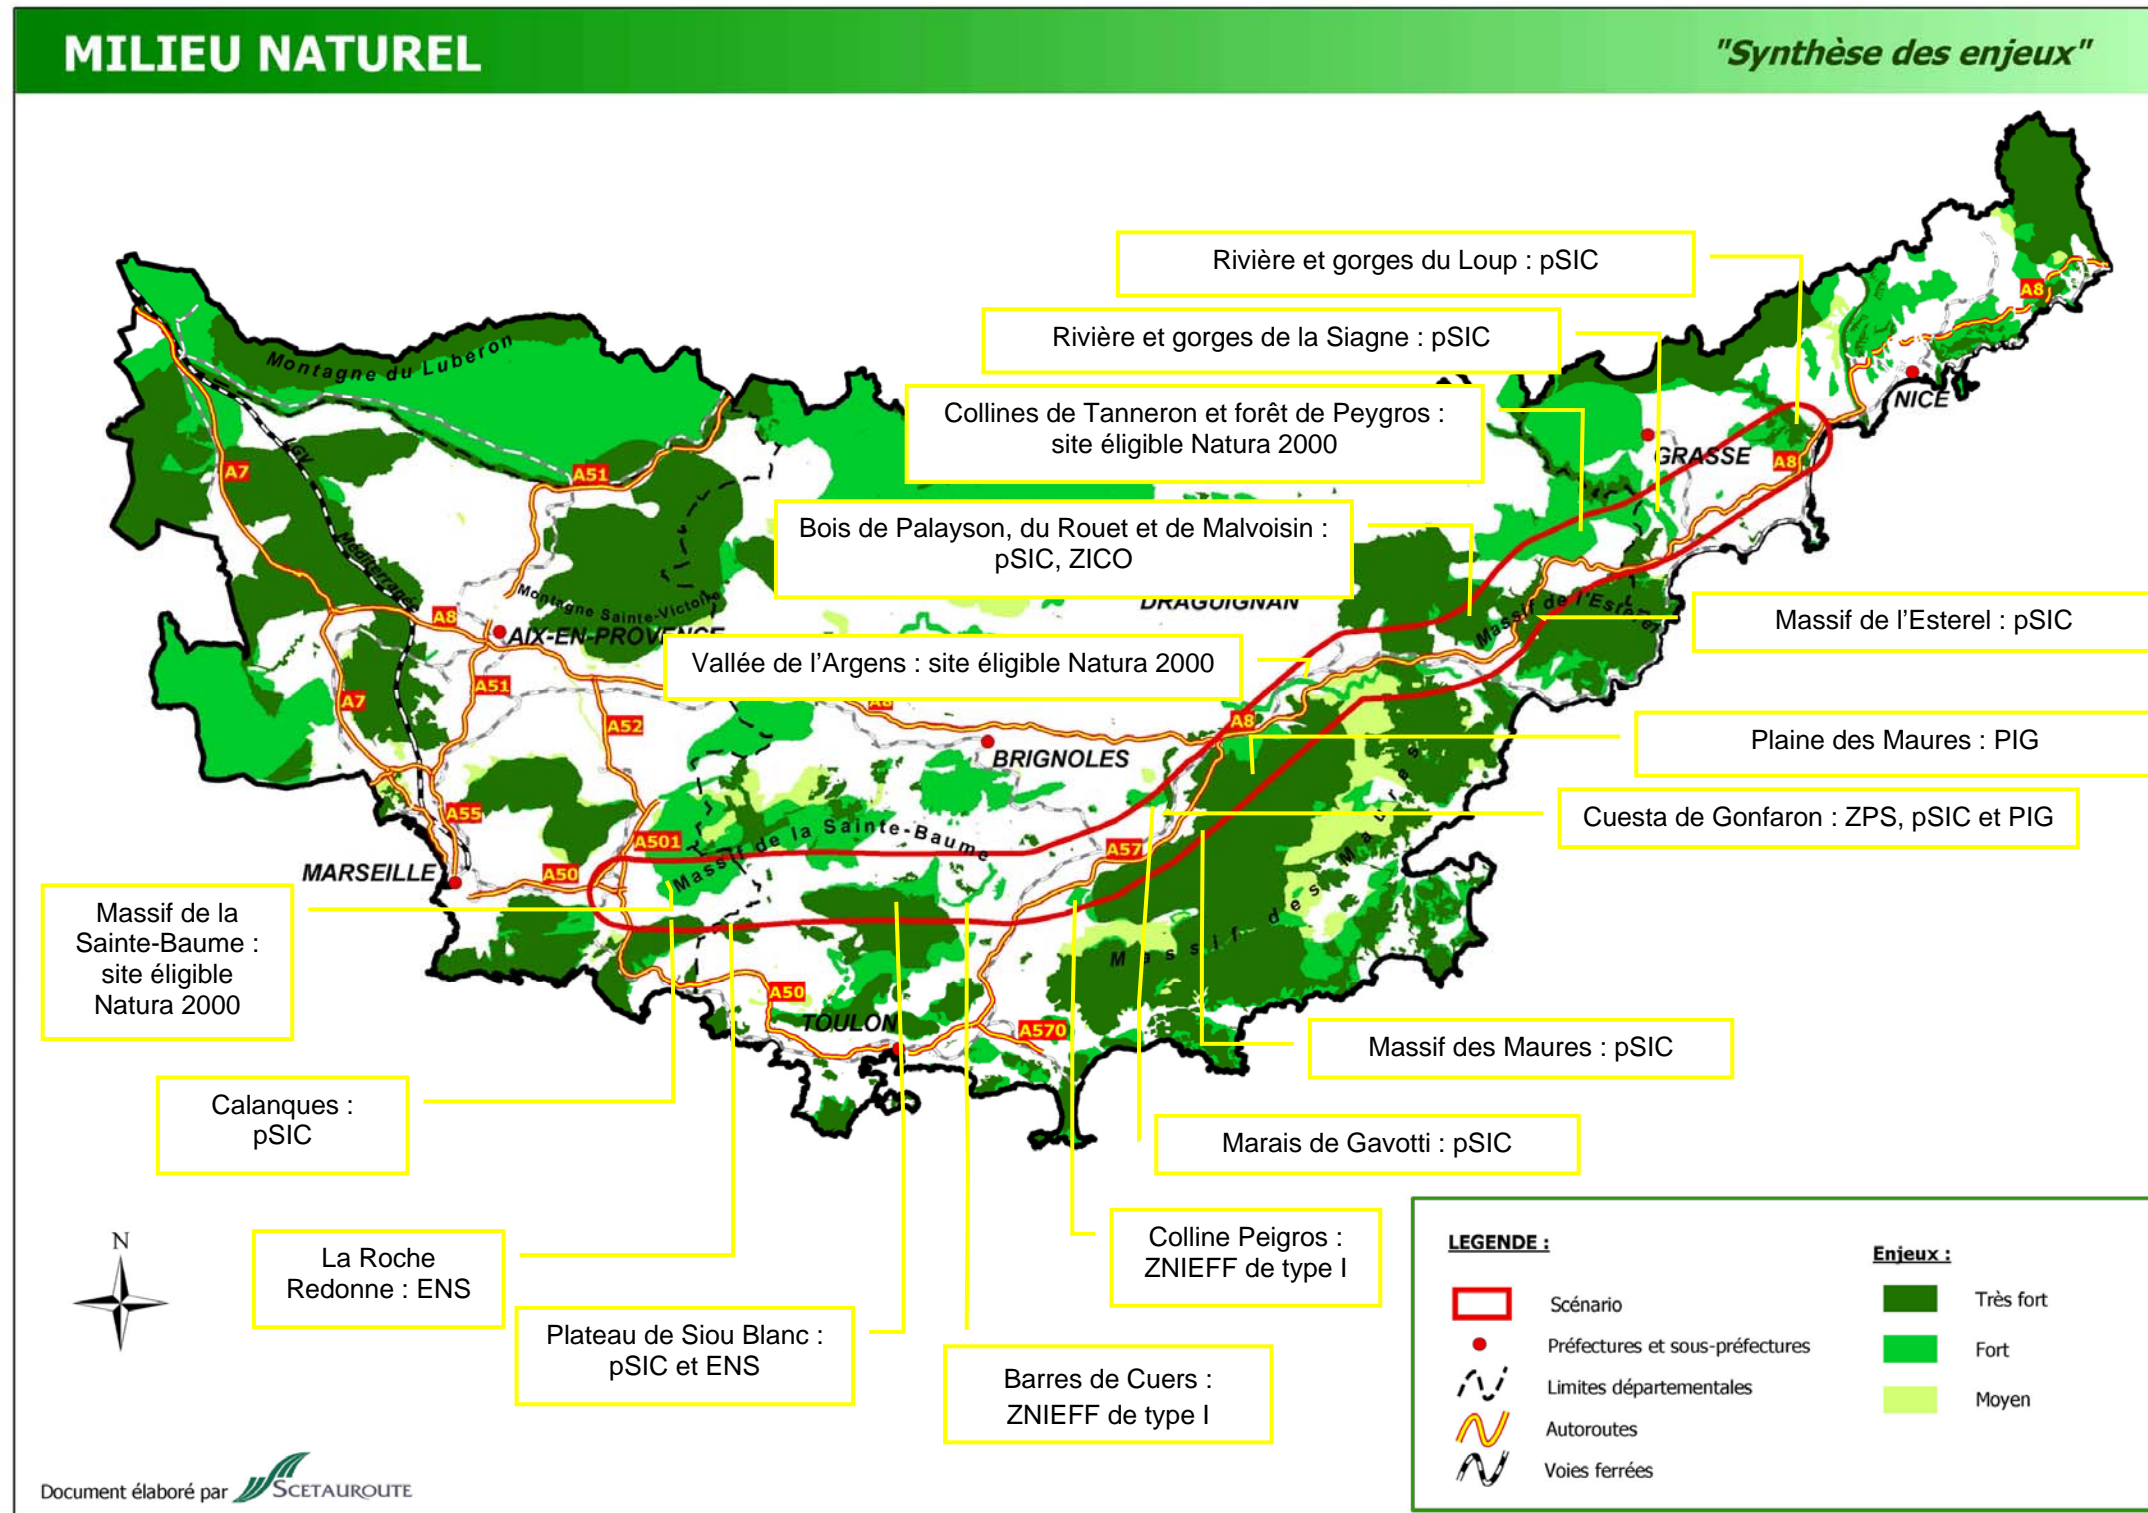 MILIEU NATUREL
"Synthèse des enjeux"
Rivière et gorges du Loup : pSIC
Rivière et gorges de la Siagne : pSIC
Collines de Tanneron et forêt de Peygros :
site éligible Natura 2000
Bois de Palayson, du Rouet et de Malvoisin :
pSIC, ZICO
Vallée de l'Argens : site éligible Natura 2000
Massif de l'Esterel : pSIC
Plaine des Maures : PIG
Cuesta de Gonfaron : ZPS, pSIC et PIG
Massif des Maures : pSIC
Marais de Gavotti : pSIC
Colline Peigros :
ZNIEFF de type I
Barres de Cuers :
ZNIEFF de type I
Plateau de Siou Blanc :
pSIC et ENS
La Roche
Redonne : ENS
Calanques :
pSIC
Massif de la
Sainte-Baume :
site éligible
Natura 2000
Montagne du Luberon
LGV
Méditerranée
Montagne Sainte-Victoire
Massif de la Sainte-Baume
Massif des Maures
Massif de l'Esterel
AIX-EN-PROVENCE
MARSEILLE
TOULON
BRIGNOLES
DRAGUIGNAN
GRASSE
NICE
A7
A51
A8
A7
A51
A52
A55
A50
A501
A8
A57
A8
A50
A570
A8
A8
N
LEGENDE :
Scénario
Préfectures et sous-préfectures
Limites départementales
Autoroutes
Voies ferrées
Enjeux :
Très fort
Fort
Moyen
Document élaboré par SCETAUROUTE